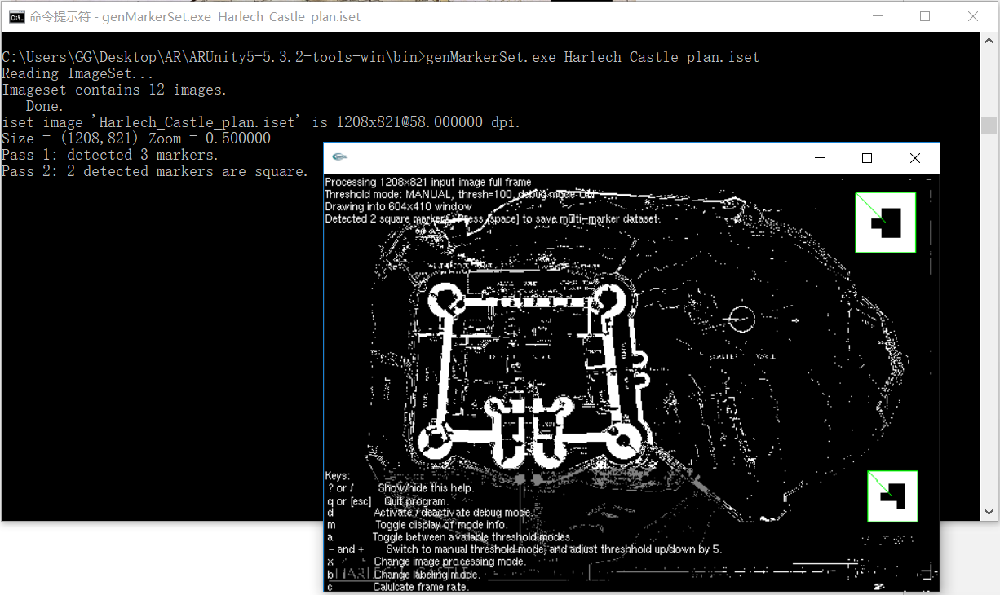 命令提示符 - genMarkerSet.exe  Harlech_Castle_plan.iset
C:\Users\GG\Desktop\AR\ARUnity5-5.3.2-tools-win\bin>genMarkerSet.exe Harlech_Castle_plan.iset
Reading ImageSet...
Imageset contains 12 images.
   Done.
iset image 'Harlech_Castle_plan.iset' is 1208x821@58.000000 dpi.
Size = (1208,821) Zoom = 0.500000
Pass 1: detected 3 markers.
Pass 2: 2 detected markers are square.
Processing 1208x821 input image full frame
Threshold mode: MANUAL, thresh=100, debug mode ON
Drawing into 604x410 window
Detected 2 square markers. Press [space] to save multi-marker dataset.
Keys:
? or /   Show/hide this help.
q or [esc]   Quit program.
d   Activate / deactivate debug mode.
m   Toggle display of mode info.
a   Toggle between available threshold modes.
- and +   Switch to manual threshold mode, and adjust threshhold up/down by 5.
x   Change image processing mode.
b   Change labeling mode.
HARLECH CASTLE
c   Calulcate frame rate.